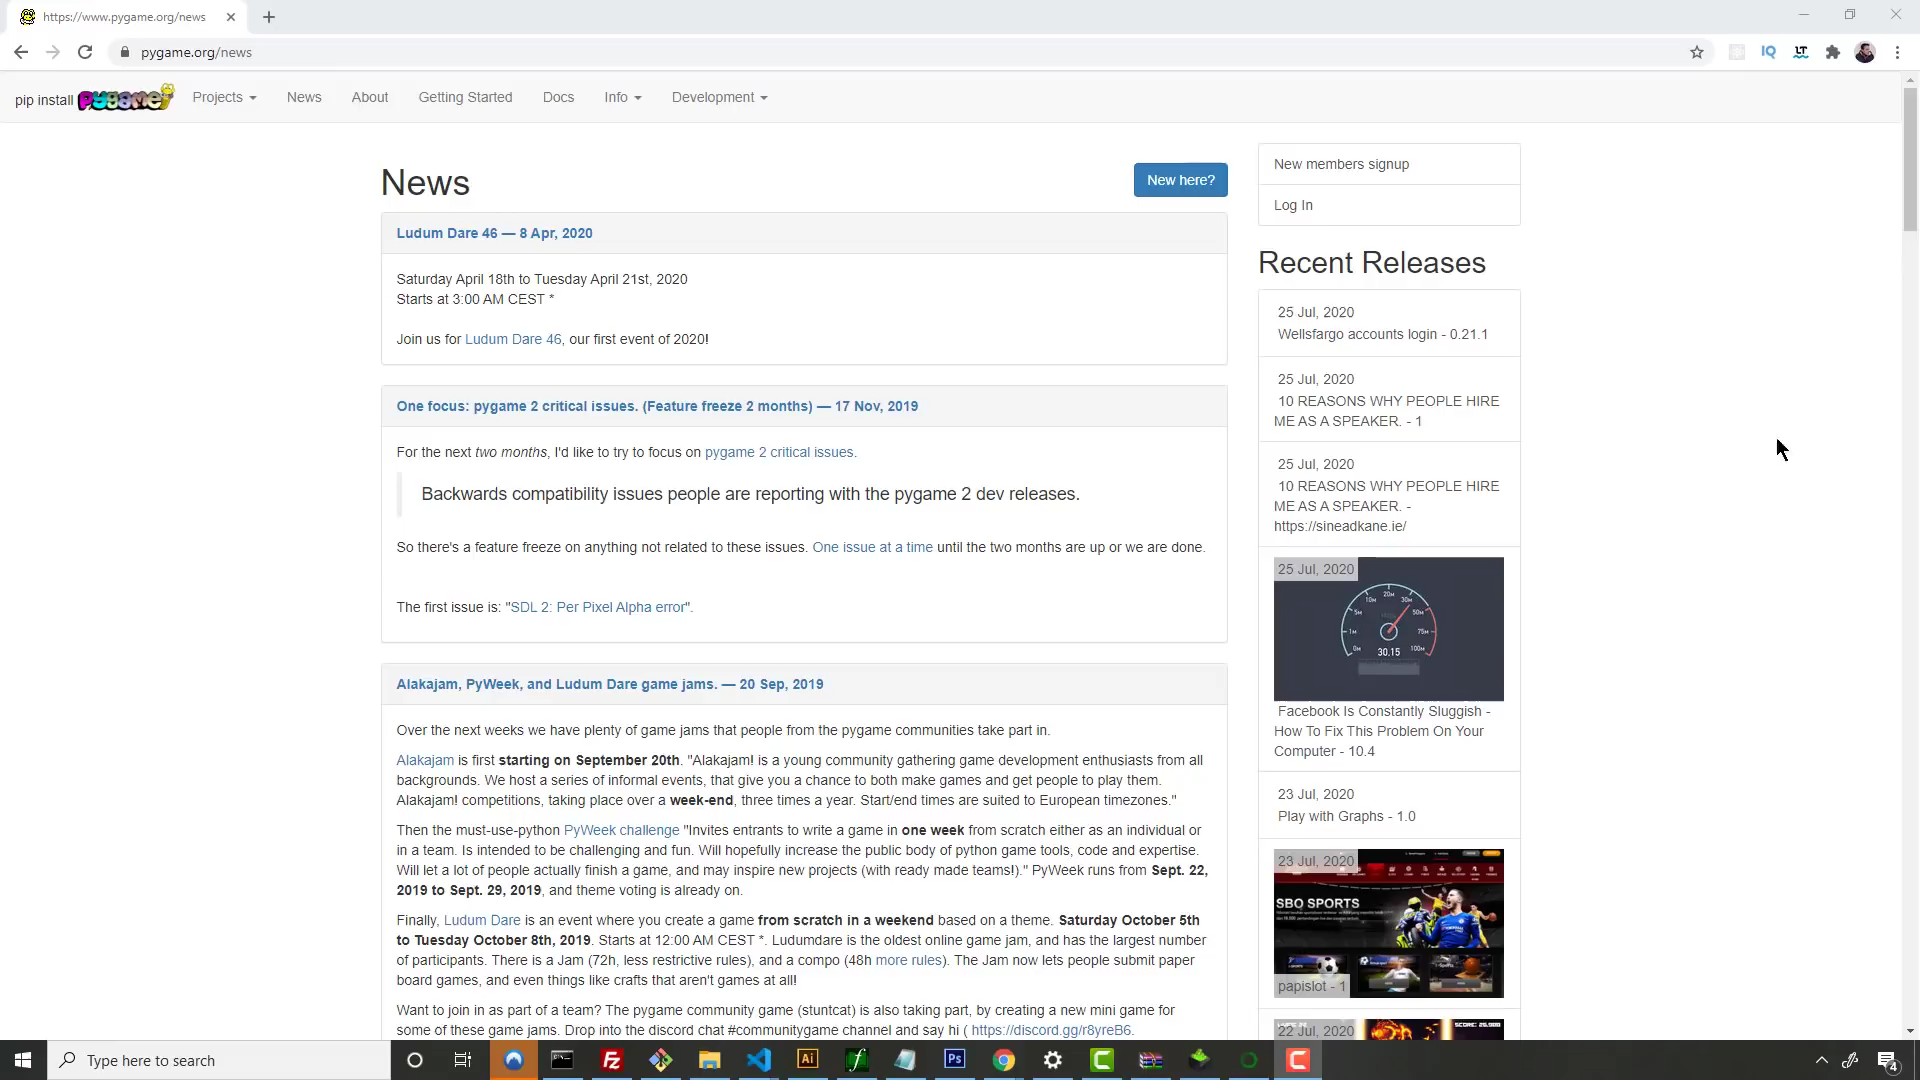 https://www.pygame.org/news
pygame.org/news
pip install pygame
Projects
News
About
Getting Started
Docs
Info
Development
News
New here?
Ludum Dare 46 — 8 Apr, 2020
Saturday April 18th to Tuesday April 21st, 2020
Starts at 3:00 AM CEST *
Join us for Ludum Dare 46, our first event of 2020!
One focus: pygame 2 critical issues. (Feature freeze 2 months) — 17 Nov, 2019
For the next two months, I'd like to try to focus on pygame 2 critical issues.
Backwards compatibility issues people are reporting with the pygame 2 dev releases.
So there's a feature freeze on anything not related to these issues. One issue at a time until the two months are up or we are done.
The first issue is: "SDL 2: Per Pixel Alpha error".
Alakajam, PyWeek, and Ludum Dare game jams. — 20 Sep, 2019
Over the next weeks we have plenty of game jams that people from the pygame communities take part in.
Alakajam is first starting on September 20th. "Alakajam! is a young community gathering game development enthusiasts from all
backgrounds. We host a series of informal events, that give you a chance to both make games and get people to play them.
Alakajam! competitions, taking place over a week-end, three times a year. Start/end times are suited to European timezones."
Then the must-use-python PyWeek challenge "Invites entrants to write a game in one week from scratch either as an individual or
in a team. Is intended to be challenging and fun. Will hopefully increase the public body of python game tools, code and expertise.
Will let a lot of people actually finish a game, and may inspire new projects (with ready made teams!)." PyWeek runs from Sept. 22,
2019 to Sept. 29, 2019, and theme voting is already on.
Finally, Ludum Dare is an event where you create a game from scratch in a weekend based on a theme. Saturday October 5th
to Tuesday October 8th, 2019. Starts at 12:00 AM CEST *. Ludumdare is the oldest online game jam, and has the largest number
of participants. There is a Jam (72h, less restrictive rules), and a compo (48h more rules). The Jam now lets people submit paper
board games, and even things like crafts that aren't games at all!
Want to join in as part of a team? The pygame community game (stuntcat) is also taking part, by creating a new mini game for
some of these game jams. Drop into the discord chat #communitygame channel and say hi ( https://discord.gg/r8yreB6.
New members signup
Log In
Recent Releases
25 Jul, 2020
Wellsfargo accounts login - 0.21.1
25 Jul, 2020
10 REASONS WHY PEOPLE HIRE
ME AS A SPEAKER. - 1
25 Jul, 2020
10 REASONS WHY PEOPLE HIRE
ME AS A SPEAKER. -
https://sineadkane.ie/
25 Jul, 2020
0M
1M
5M
10M
20M
30M
50M
75M
100M
30.15
Facebook Is Constantly Sluggish -
How To Fix This Problem On Your
Computer - 10.4
23 Jul, 2020
Play with Graphs - 1.0
23 Jul, 2020
SBO SPORTS
papislot - 1
22 Jul, 2020
Type here to search